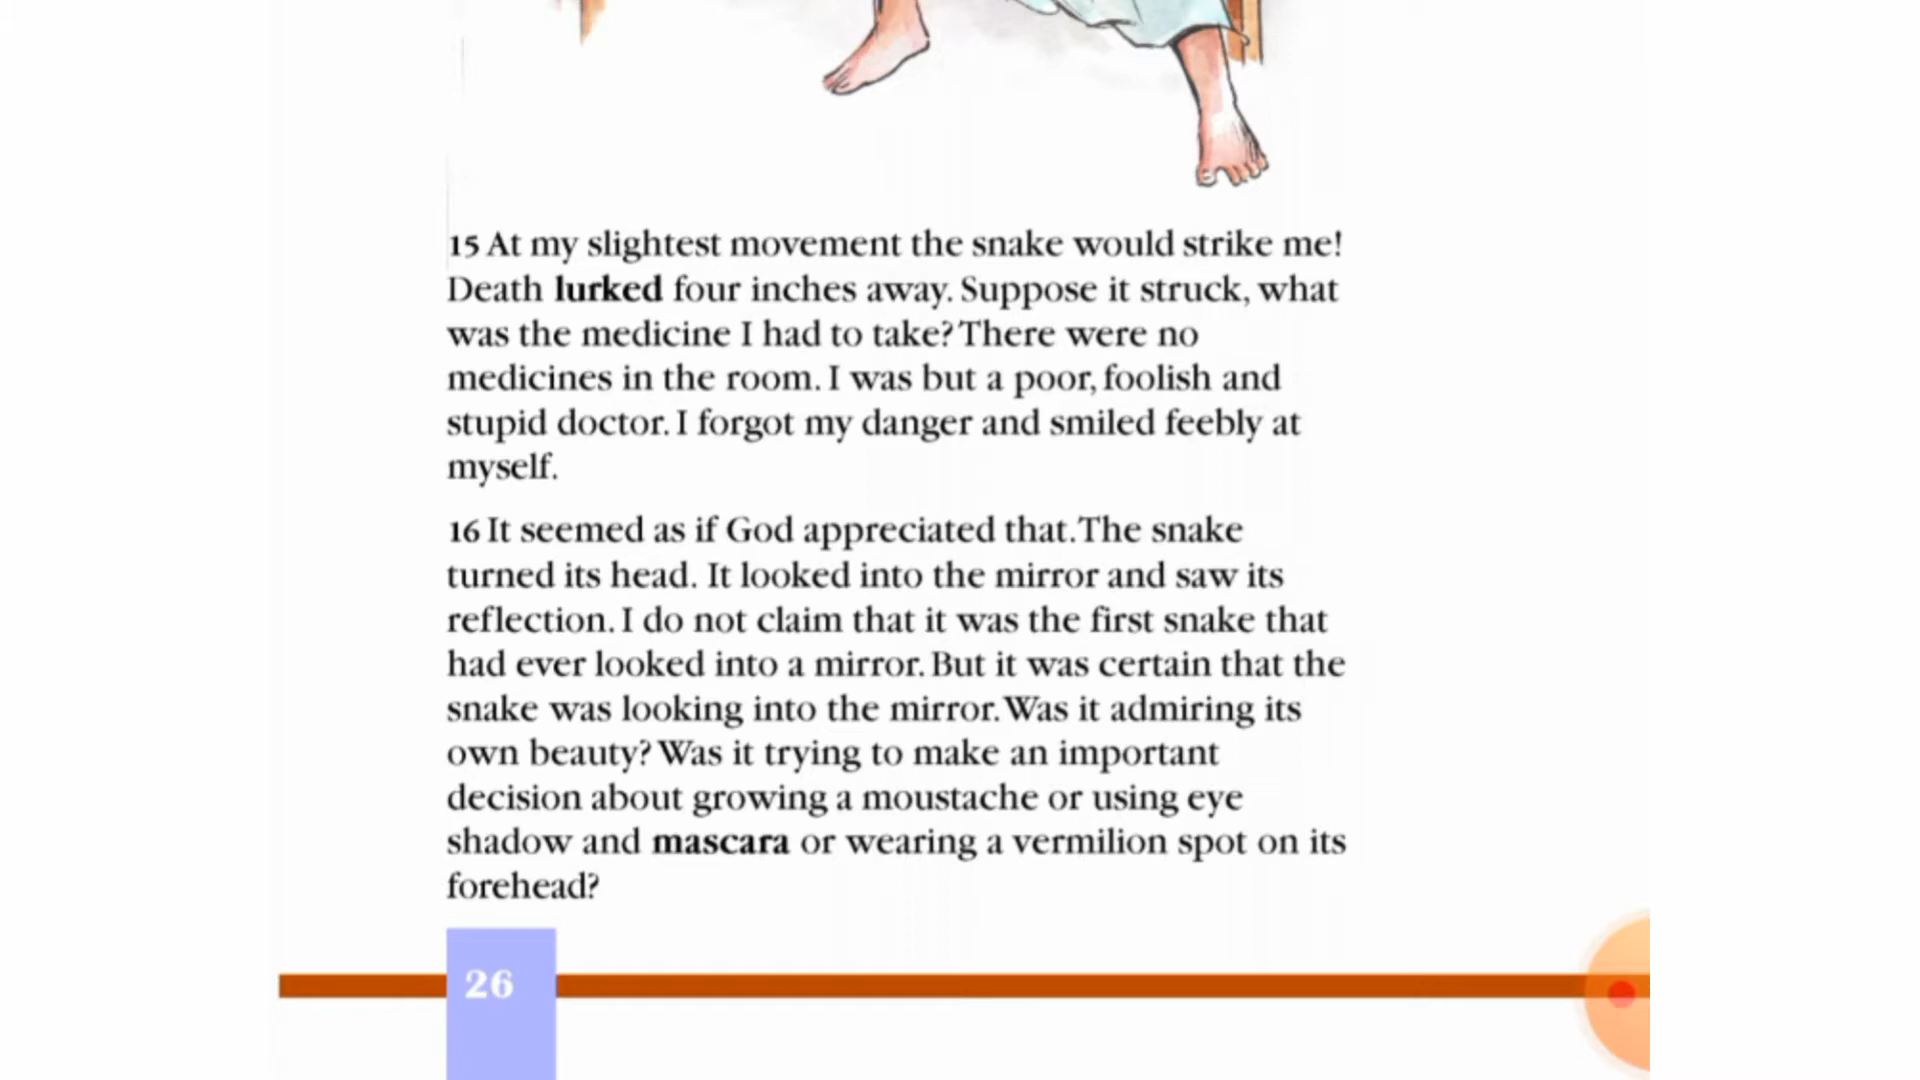 15 At my slightest movement the snake would strike me!
Death lurked four inches away. Suppose it struck, what
was the medicine I had to take? There were no
medicines in the room. I was but a poor, foolish and
stupid doctor. I forgot my danger and smiled feebly at
myself.
16 It seemed as if God appreciated that. The snake
turned its head. It looked into the mirror and saw its
reflection. I do not claim that it was the first snake that
had ever looked into a mirror. But it was certain that the
snake was looking into the mirror. Was it admiring its
own beauty? Was it trying to make an important
decision about growing a moustache or using eye
shadow and mascara or wearing a vermilion spot on its
forehead?
26